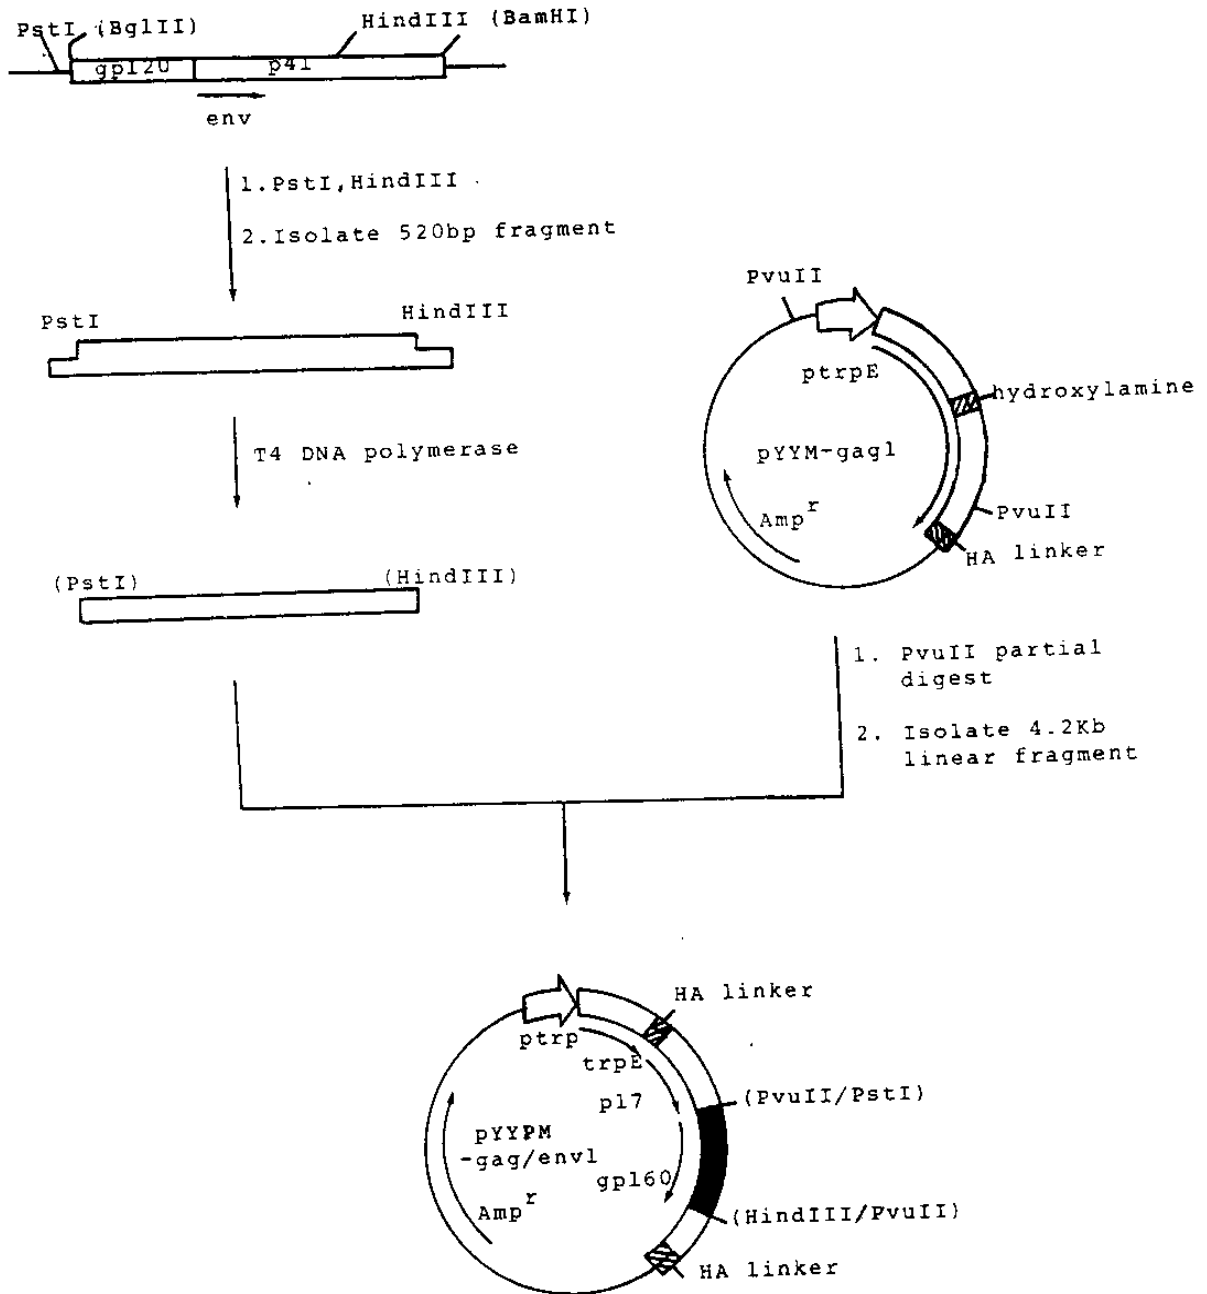 PstI (BglII)
HindIII (BamHI)
gp120
p41
env
1.PstI,HindIII
2.Isolate 520bp fragment
PstI
HindIII
T4 DNA polymerase
(PstI)
(HindIII)
PvuII
ptrpE
hydroxylamine
pYYM-gag1
Amp r
PvuII
HA linker
1. PvuII partial
digest
2. Isolate 4.2Kb
linear fragment
HA linker
ptrp
trpE
p17
(PvuII/PstI)
pYYPM
-gag/env1
gp160
Amp r
(HindIII/PvuII)
HA linker